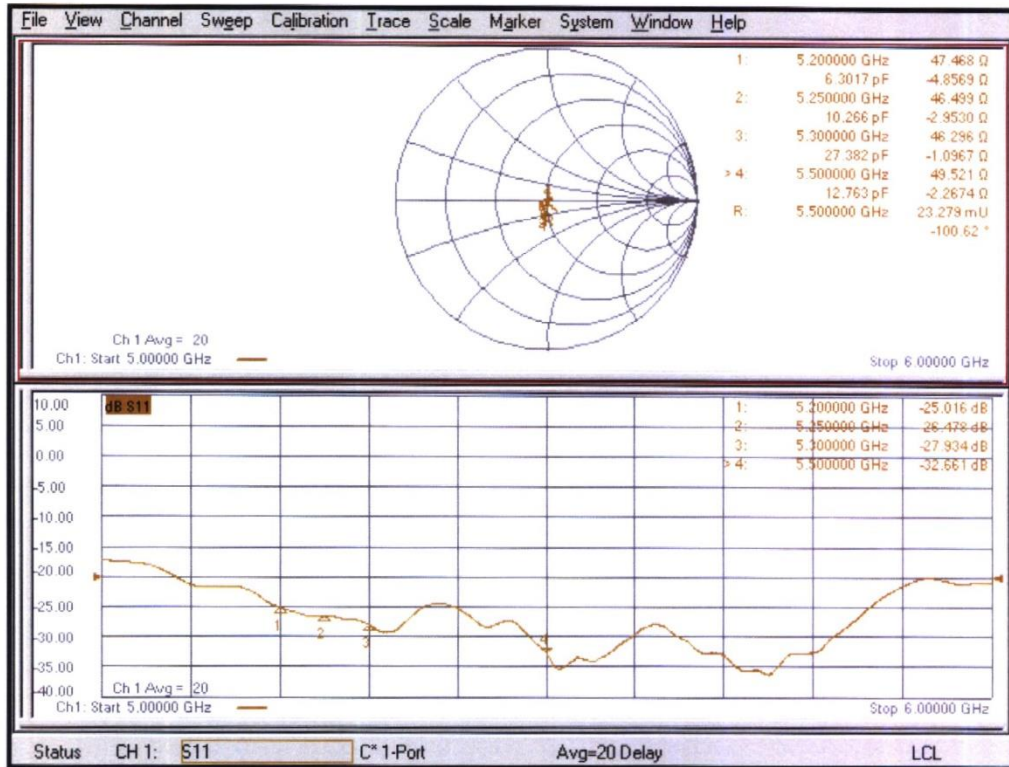 File View Channel Sweep Calibration Trace Scale Marker System Window Help
1: 5.200000 GHz 47.468 Ω
6.3017 pF -4.8569 Ω
2: 5.250000 GHz 46.499 Ω
10.266 pF -2.9530 Ω
3: 5.300000 GHz 46.296 Ω
27.382 pF -1.0967 Ω
> 4: 5.500000 GHz 49.521 Ω
12.763 pF -2.2674 Ω
R: 5.500000 GHz 23.279 mU
-100.62 °
Ch 1 Avg = 20
Ch1: Start 5.00000 GHz Stop 6.00000 GHz
10.00 dB S11 1: 5.200000 GHz -25.016 dB
5.00 2: 5.250000 GHz -26.478 dB
0.00 3: 5.300000 GHz -27.934 dB
> 4: 5.500000 GHz -32.661 dB
-5.00
-10.00
-15.00
-20.00
-25.00
1 2 3 4
-30.00
-35.00
-40.00
Ch 1 Avg = 20
Ch1: Start 5.00000 GHz Stop 6.00000 GHz
Status CH 1: S11 C* 1-Port Avg=20 Delay LCL